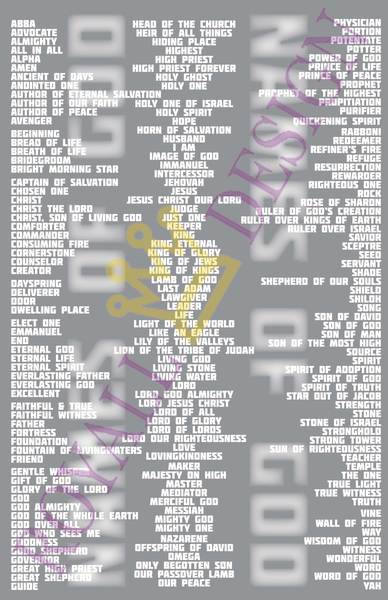 ABBA
ADVOCATE
ALMIGHTY
ALL IN ALL
ALPHA
AMEN
ANCIENT OF DAYS
ANOINTED ONE
AUTHOR OF ETERNAL SALVATION
AUTHOR OF OUR FAITH
AUTHOR OF PEACE
AVENGER
BEGINNING
BREAD OF LIFE
BREATH OF LIFE
BRIDEGROOM
BRIGHT MORNING STAR
CAPTAIN OF SALVATION
CHOSEN ONE
CHRIST
CHRIST THE LORD
CHRIST, SON OF LIVING GOD
COMFORTER
COMMANDER
CONSUMING FIRE
CORNERSTONE
COUNSELOR
CREATOR
DAYSPRING
DELIVERER
DOOR
DWELLING PLACE
ELECT ONE
EMMANUEL
END
ETERNAL GOD
ETERNAL LIFE
ETERNAL SPIRIT
EVERLASTING FATHER
EVERLASTING GOD
EXCELLENT
FAITHFUL & TRUE
FAITHFUL WITNESS
FATHER
FORTRESS
FOUNDATION
FOUNTAIN OF LIVING WATERS
FRIEND
GENTLE WHISPER
GIFT OF GOD
GLORY OF THE LORD
GOD
GOD ALMIGHTY
GOD OF THE WHOLE EARTH
GOD OVER ALL
GOD WHO SEES ME
GOODNESS
GOOD SHEPHERD
GOVERNOR
GREAT HIGH PRIEST
GREAT SHEPHERD
GUIDE
HEAD OF THE CHURCH
HEIR OF ALL THINGS
HIDING PLACE
HIGHEST
HIGH PRIEST
HIGH PRIEST FOREVER
HOLY GHOST
HOLY ONE
HOLY ONE OF ISRAEL
HOLY SPIRIT
HOPE
HORN OF SALVATION
HUSBAND
I AM
IMAGE OF GOD
IMMANUEL
INTERCESSOR
JEHOVAH
JESUS
JESUS CHRIST OUR LORD
JUDGE
JUST ONE
KEEPER
KING
KING ETERNAL
KING OF GLORY
KING OF JEWS
KING OF KINGS
LAMB OF GOD
LAST ADAM
LAWGIVER
LEADER
LIFE
LIGHT OF THE WORLD
LIKE AN EAGLE
LILY OF THE VALLEYS
LION OF THE TRIBE OF JUDAH
LIVING GOD
LIVING STONE
LIVING WATER
LORD
LORD GOD ALMIGHTY
LORD JESUS CHRIST
LORD OF ALL
LORD OF GLORY
LORD OF LORDS
LORD OUR RIGHTEOUSNESS
LOVE
LOVINGKINDNESS
MAKER
MAJESTY ON HIGH
MASTER
MEDIATOR
MERCIFUL GOD
MESSIAH
MIGHTY GOD
MIGHTY ONE
NAZARENE
OFFSPRING OF DAVID
OMEGA
ONLY BEGOTTEN SON
OUR PASSOVER LAMB
OUR PEACE
PHYSICIAN
PORTION
POTENTATE
POTTER
POWER OF GOD
PRINCE OF LIFE
PRINCE OF PEACE
PROPHET
PROPHET OF THE HIGHEST
PROPITIATION
PURIFIER
QUICKENING SPIRIT
RABBONI
REDEEMER
REFINER'S FIRE
REFUGE
RESURRECTION
REWARDER
RIGHTEOUS ONE
ROCK
ROSE OF SHARON
RULER OF GOD'S CREATION
RULER OVER KINGS OF EARTH
RULER OVER ISRAEL
SAVIOR
SCEPTRE
SEED
SERVANT
SHADE
SHEPHERD OF OUR SOULS
SHIELD
SHILOH
SONG
SON OF DAVID
SON OF GOD
SON OF MAN
SON OF THE MOST HIGH
SOURCE
SPIRIT
SPIRIT OF ADOPTION
SPIRIT OF GOD
SPIRIT OF TRUTH
STAR OUT OF JACOB
STRENGTH
STONE
STONE OF ISRAEL
STRONGHOLD
STRONG TOWER
SUN OF RIGHTEOUSNESS
TEACHER
TEMPLE
THE ONE
TRUE LIGHT
TRUE WITNESS
TRUTH
VINE
WALL OF FIRE
WAY
WISDOM OF GOD
WITNESS
WONDERFUL
WORD
WORD OF GOD
YAH
NAMES OF GOD
ROYALL DESIGN